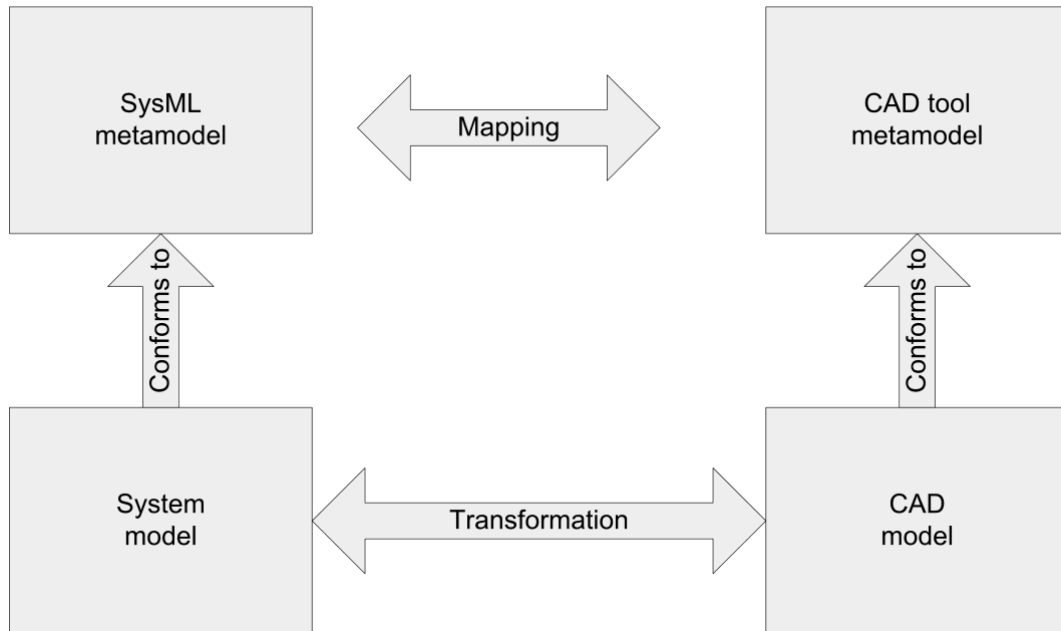 SysML
metamodel
Mapping
CAD tool
metamodel
Conforms to
Conforms to
System
model
Transformation
CAD
model